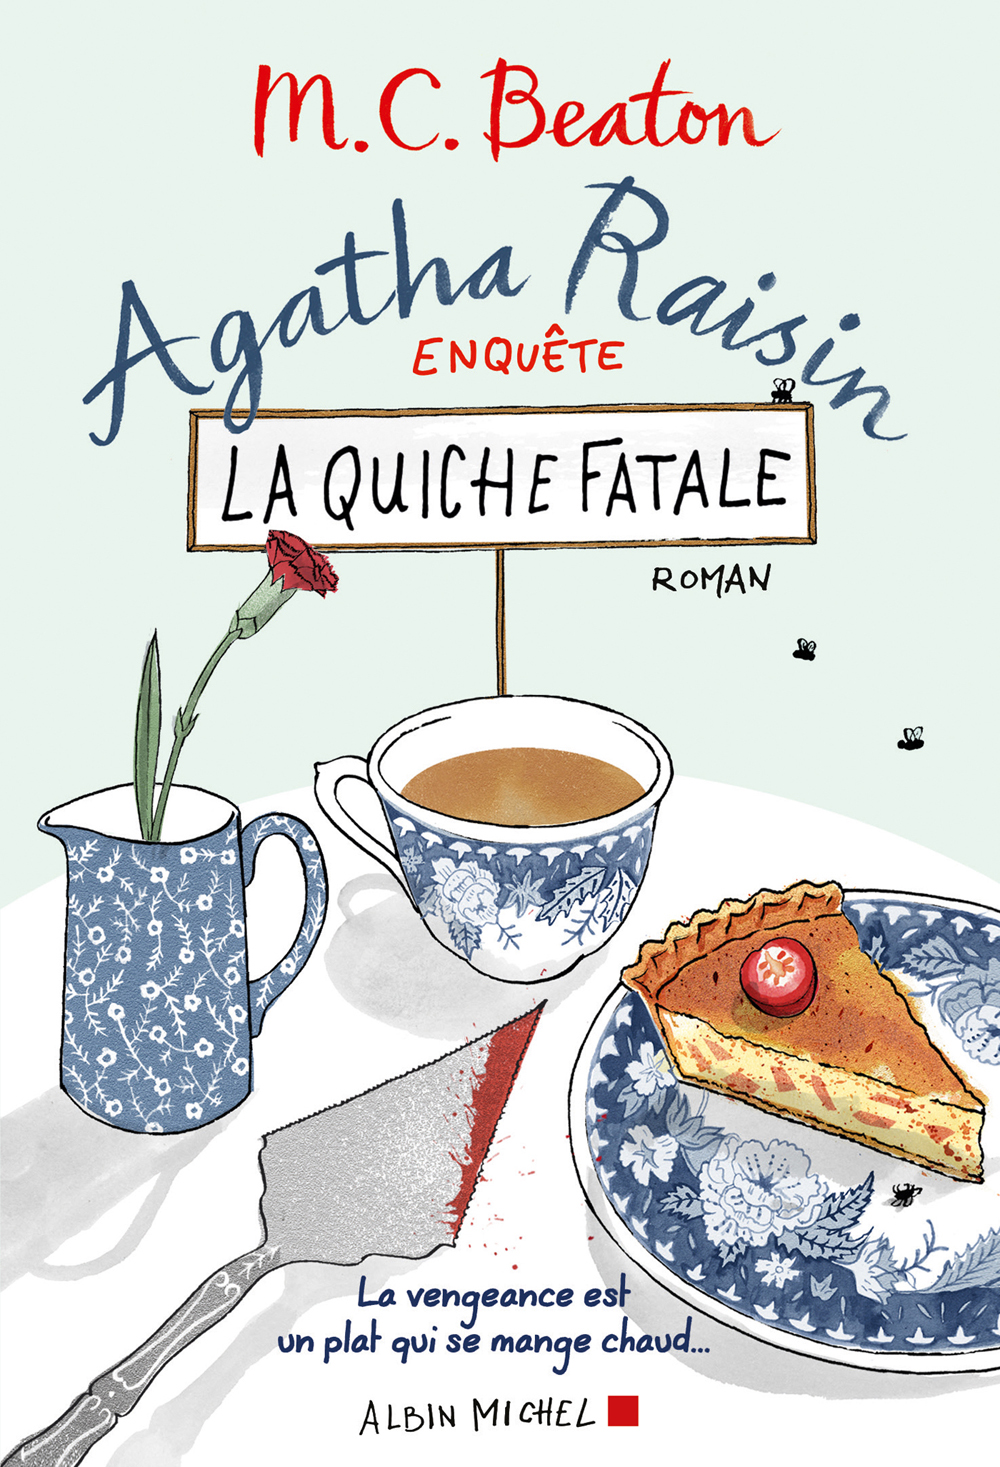 M.C. Beaton
Agatha Raisin
ENQUÊTE
LA QUICHE FATALE
ROMAN
La vengeance est
un plat qui se mange chaud...
ALBIN MICHEL